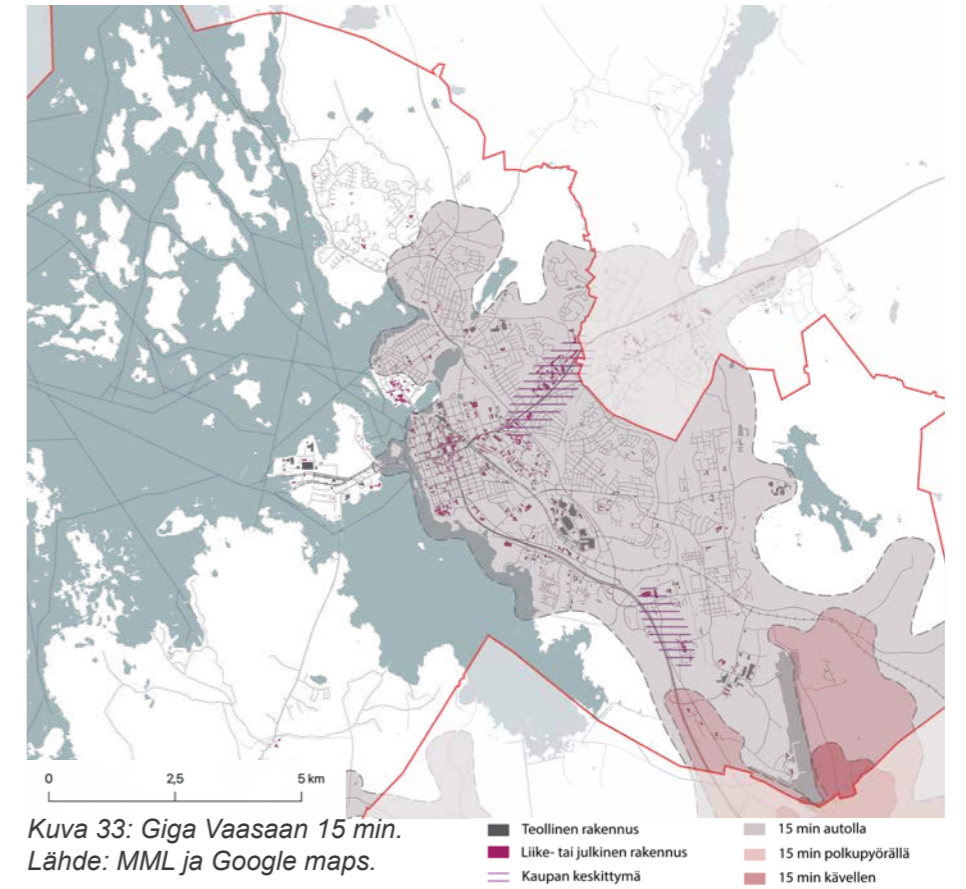 0
2,5
5 km
Kuva 33: Giga Vaasaan 15 min.
Lähde: MML ja Google maps.
Teollinen rakennus
Liike- tai julkinen rakennus
Kaupan keskittymä
15 min autolla
15 min polkupyörällä
15 min kävellen